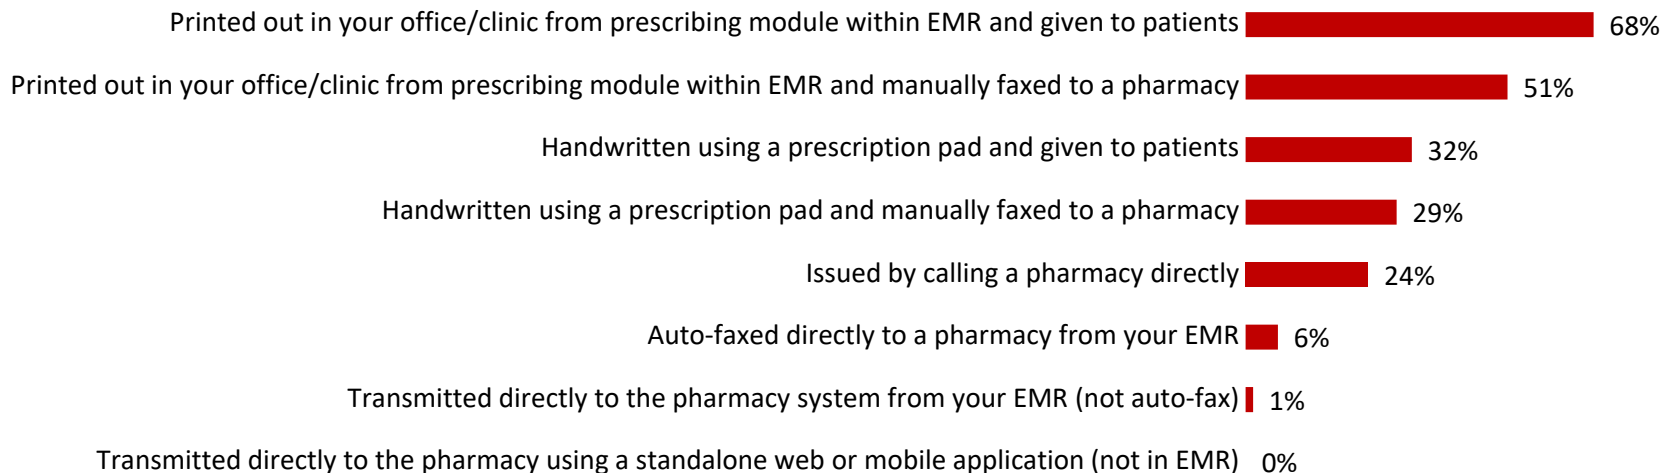 Printed out in your office/clinic from prescribing module within EMR and given to patients 68%
Printed out in your office/clinic from prescribing module within EMR and manually faxed to a pharmacy 51%
Handwritten using a prescription pad and given to patients 32%
Handwritten using a prescription pad and manually faxed to a pharmacy 29%
Issued by calling a pharmacy directly 24%
Auto-faxed directly to a pharmacy from your EMR 6%
Transmitted directly to the pharmacy system from your EMR (not auto-fax) 1%
Transmitted directly to the pharmacy using a standalone web or mobile application (not in EMR) 0%